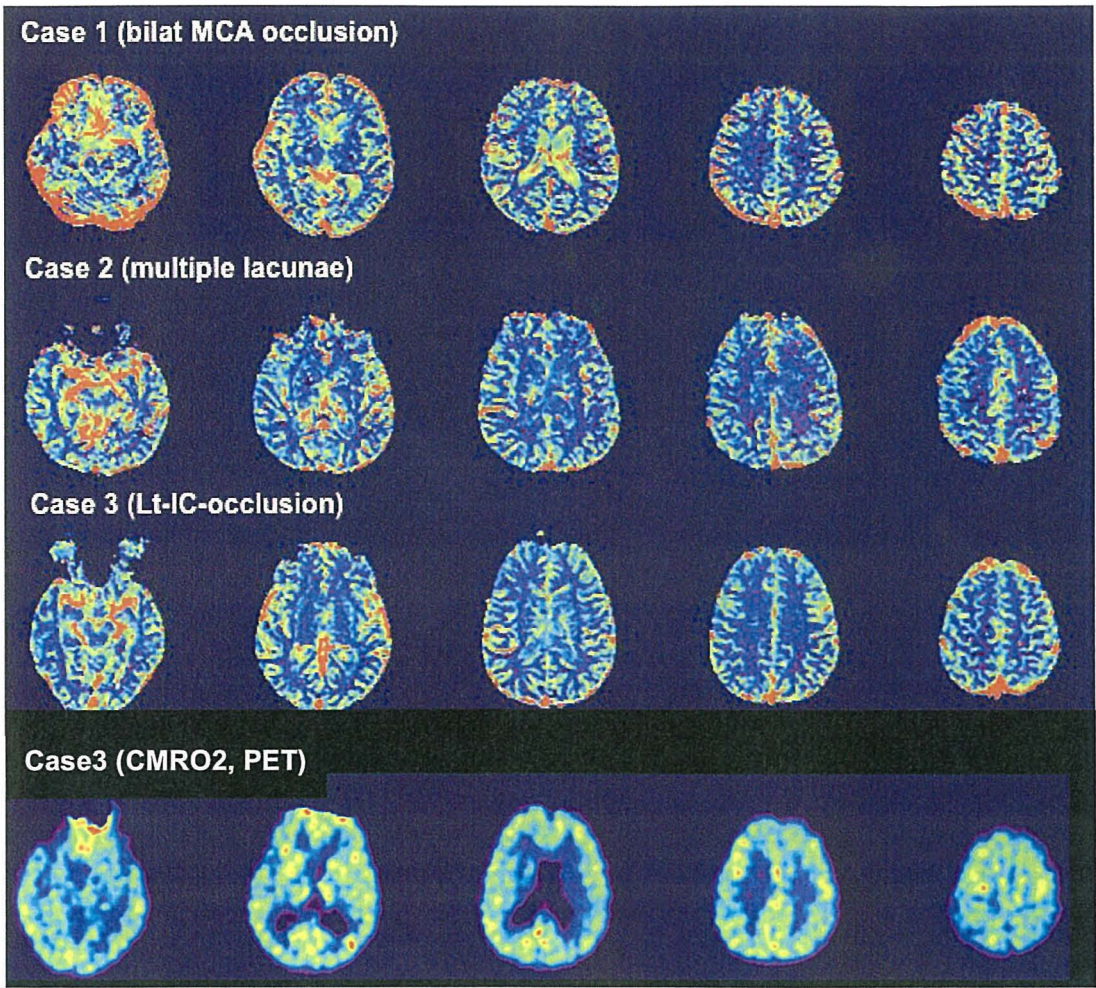 Case 1 (bilat MCA occlusion)
Case 2 (multiple lacunae)
Case 3 (Lt-IC-occlusion)
Case3 (CMRO2, PET)